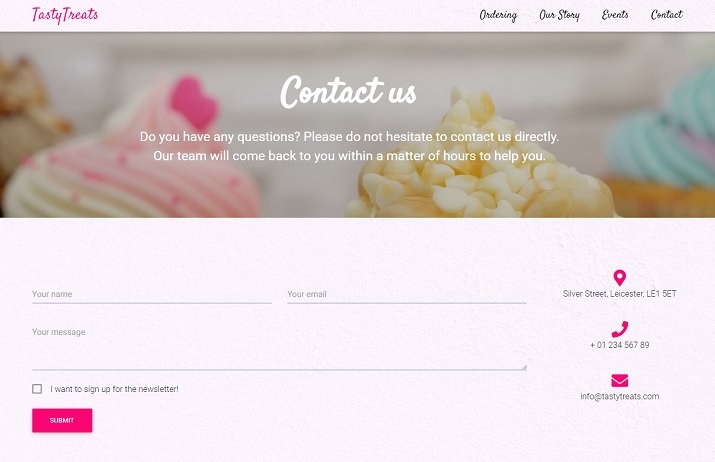 TastyTreats
Ordering Our Story Events Contact
Contact us
Do you have any questions? Please do not hesitate to contact us directly.
Our team will come back to you within a matter of hours to help you.
Your name
Your email
Your message
I want to sign up for the newsletter!
SUBMIT
Silver Street, Leicester, LE1 5ET
+ 01 234 567 89
info@tastytreats.com